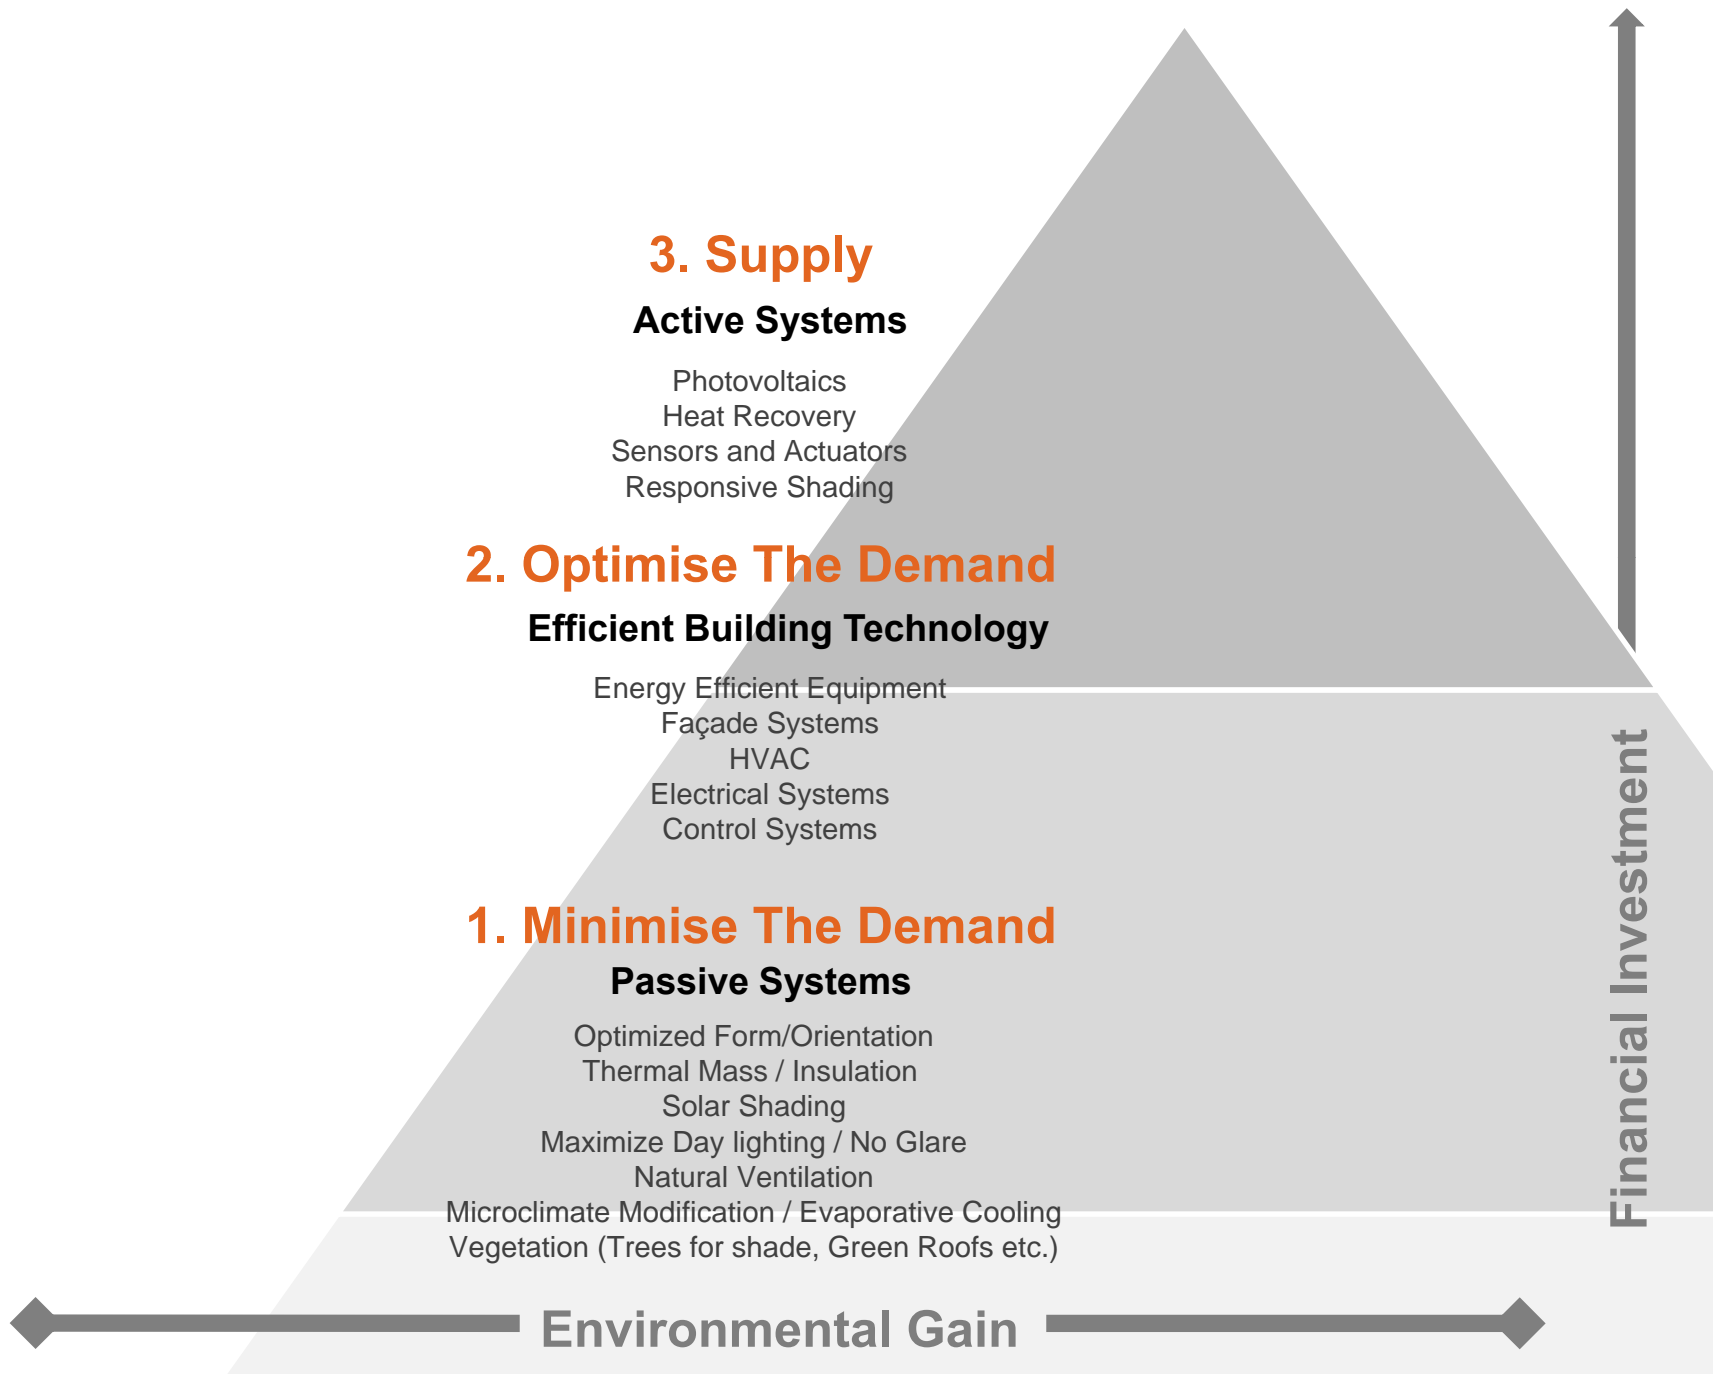 3. Supply
Active Systems
Photovoltaics
Heat Recovery
Sensors and Actuators
Responsive Shading
2. Optimise The Demand
Efficient Building Technology
Energy Efficient Equipment
Façade Systems
HVAC
Electrical Systems
Control Systems
1. Minimise The Demand
Passive Systems
Optimized Form/Orientation
Thermal Mass / Insulation
Solar Shading
Maximize Day lighting / No Glare
Natural Ventilation
Microclimate Modification / Evaporative Cooling
Vegetation (Trees for shade, Green Roofs etc.)
Environmental Gain
Financial Investment